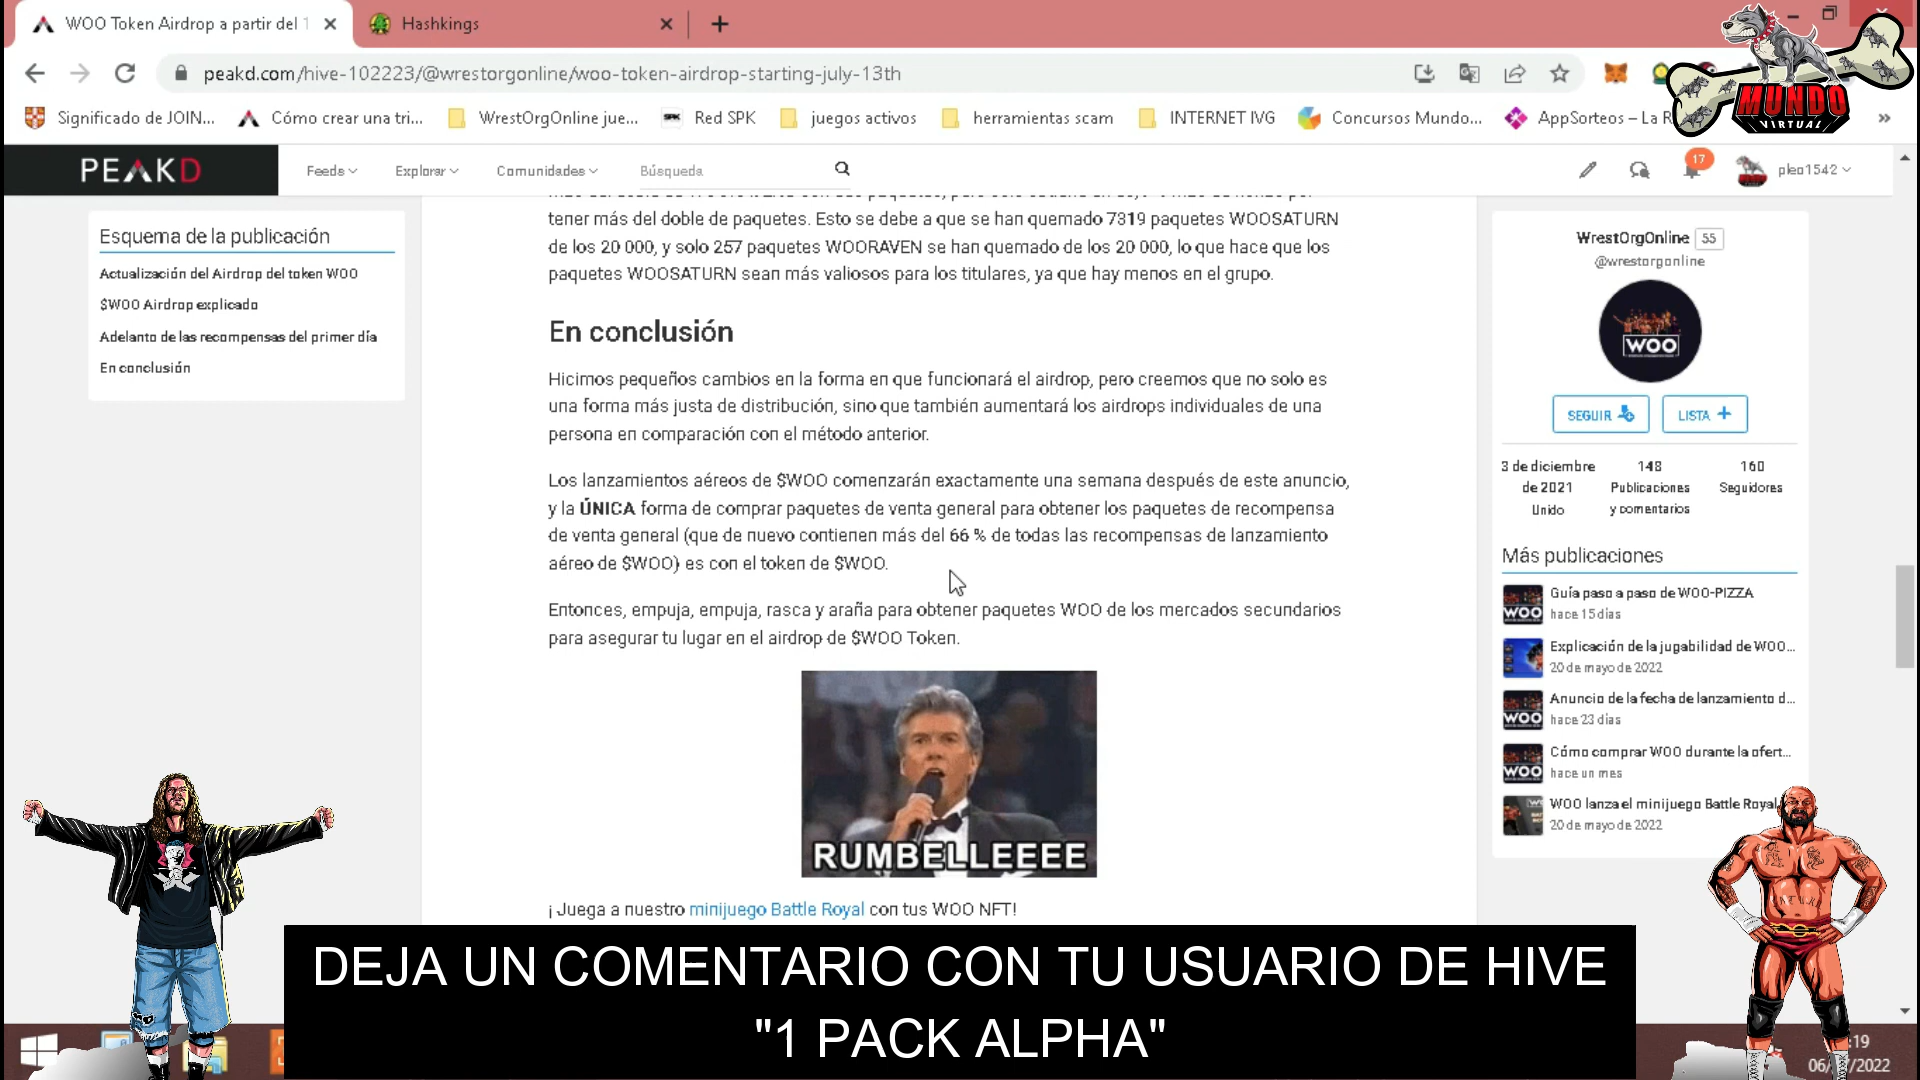 WOO Token Airdrop a partir del 1
Hashkings
peakd.com/hive-102223/@wrestorgonline/woo-token-airdrop-starting-july-13th
Significado de JOIN...
Cómo crear una tri...
WrestOrgOnline jue...
SPK
Red SPK
juegos activos
herramientas scam
INTERNET IVG
Concursos Mundo...
AppSorteos – La R
MUNDO
VIRTUAL
»
PEAKD
Feeds
Explorar
Comunidades
Búsqueda
17
plea1542
Esquema de la publicación
Actualización del Airdrop del token WOO
$WOO Airdrop explicado
Adelanto de las recompensas del primer día
En conclusión
tener más del doble de paquetes. Esto se debe a que se han quemado 7319 paquetes WOOSATURN
de los 20 000, y solo 257 paquetes WOORAVEN se han quemado de los 20 000, lo que hace que los
paquetes WOOSATURN sean más valiosos para los titulares, ya que hay menos en el grupo.
En conclusión
Hicimos pequeños cambios en la forma en que funcionará el airdrop, pero creemos que no solo es
una forma más justa de distribución, sino que también aumentará los airdrops individuales de una
persona en comparación con el método anterior.
Los lanzamientos aéreos de $WOO comenzarán exactamente una semana después de este anuncio,
y la ÚNICA forma de comprar paquetes de venta general para obtener los paquetes de recompensa
de venta general (que de nuevo contienen más del 66 % de todas las recompensas de lanzamiento
aéreo de $WOO) es con el token de $WOO.
Entonces, empuja, empuja, rasca y araña para obtener paquetes WOO de los mercados secundarios
para asegurar tu lugar en el airdrop de $WOO Token.
RUMBELLEEEE
¡ Juega a nuestro minijuego Battle Royal con tus WOO NFT!
WrestOrgOnline 55
@wrestorgonline
WOO
SEGUIR
LISTA +
3 de diciembre de 2021
Unido
148
Publicaciones y comentarios
160
Seguidores
Más publicaciones
WOO
Guía paso a paso de WOO-PIZZA
hace 15 días
Explicación de la jugabilidad de WOO...
20 de mayo de 2022
WOO
Anuncio de la fecha de lanzamiento d...
hace 23 días
WOO
Cómo comprar WOO durante la ofert...
hace un mes
WOO lanza el minijuego Battle Royal
20 de mayo de 2022
DEJA UN COMENTARIO CON TU USUARIO DE HIVE
"1 PACK ALPHA"
:19
/2022